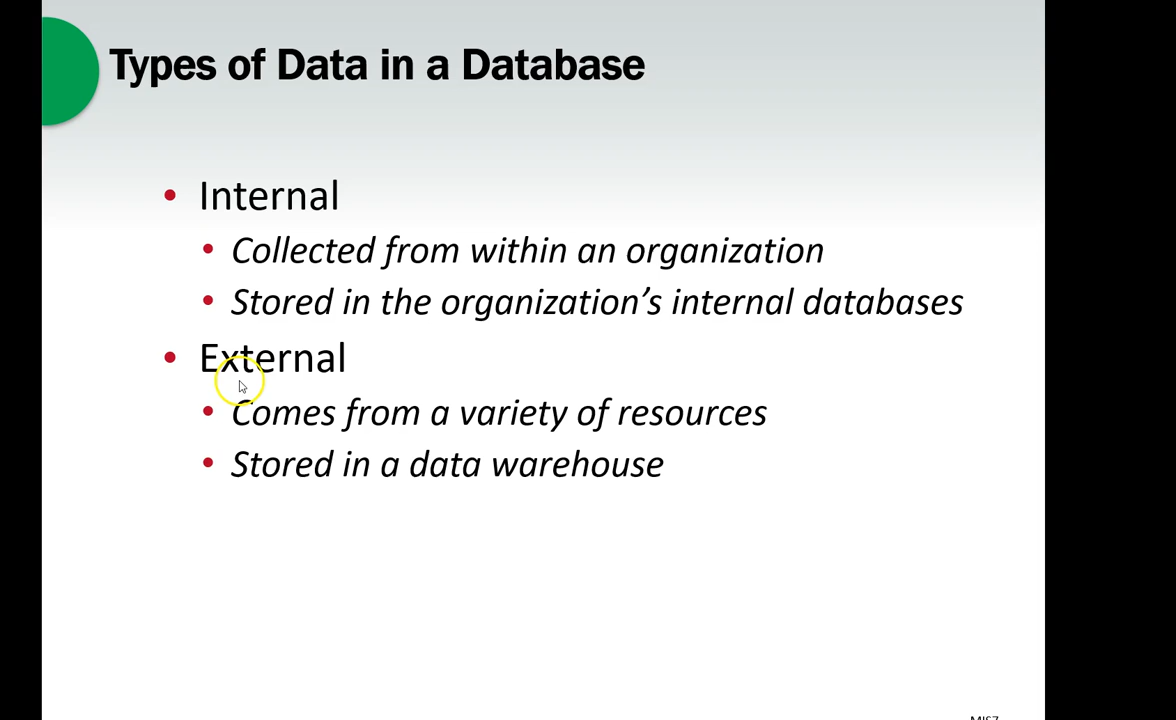 Types of Data in a Database
• Internal
• Collected from within an organization
• Stored in the organization’s internal databases
• External
• Comes from a variety of resources
• Stored in a data warehouse